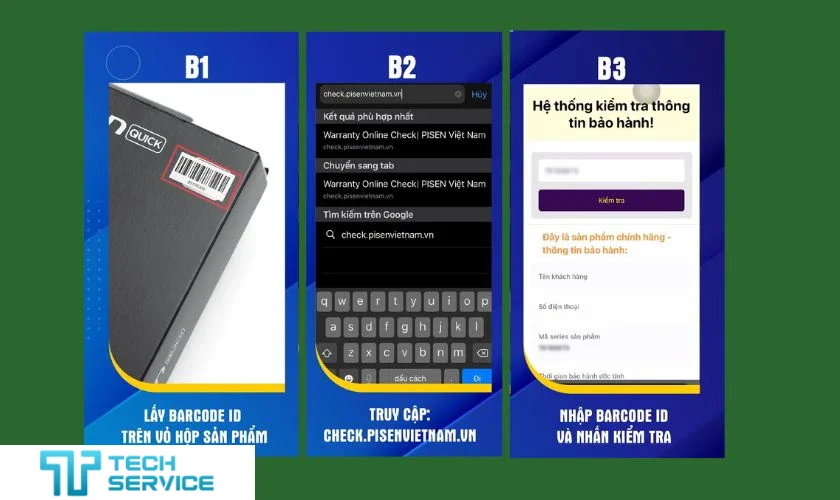 B1
n QUICK
LẤY BARCODE ID
TRÊN VỎ HỘP SẢN PHẨM
B2
check.pisenvietnam.vn
Hủy
Kết quả phù hợp nhất
Warranty Online Check| PISEN Việt Nam
check.pisenvietnam.vn
Chuyển sang tab
Warranty Online Check| PISEN Việt Nam
check.pisenvietnam.vn
Tìm kiếm trên Google
check.pisenvietnam.vn
q w e r t y u i o p
a s d f g h j k l
z x c v b n m
dấu cách . Đi
TRUY CẬP:
CHECK.PISENVIETNAM.VN
B3
Hệ thống kiểm tra thông
tin bảo hành!
Kiểm tra
Đây là sản phẩm chính hãng -
thông tin bảo hành:
Tên khách hàng
Số điện thoại
Mã series sản phẩm
Thời gian bảo hành ước tính
NHẬP BARCODE ID
VÀ NHẤN KIỂM TRA
TECH
SERVICE